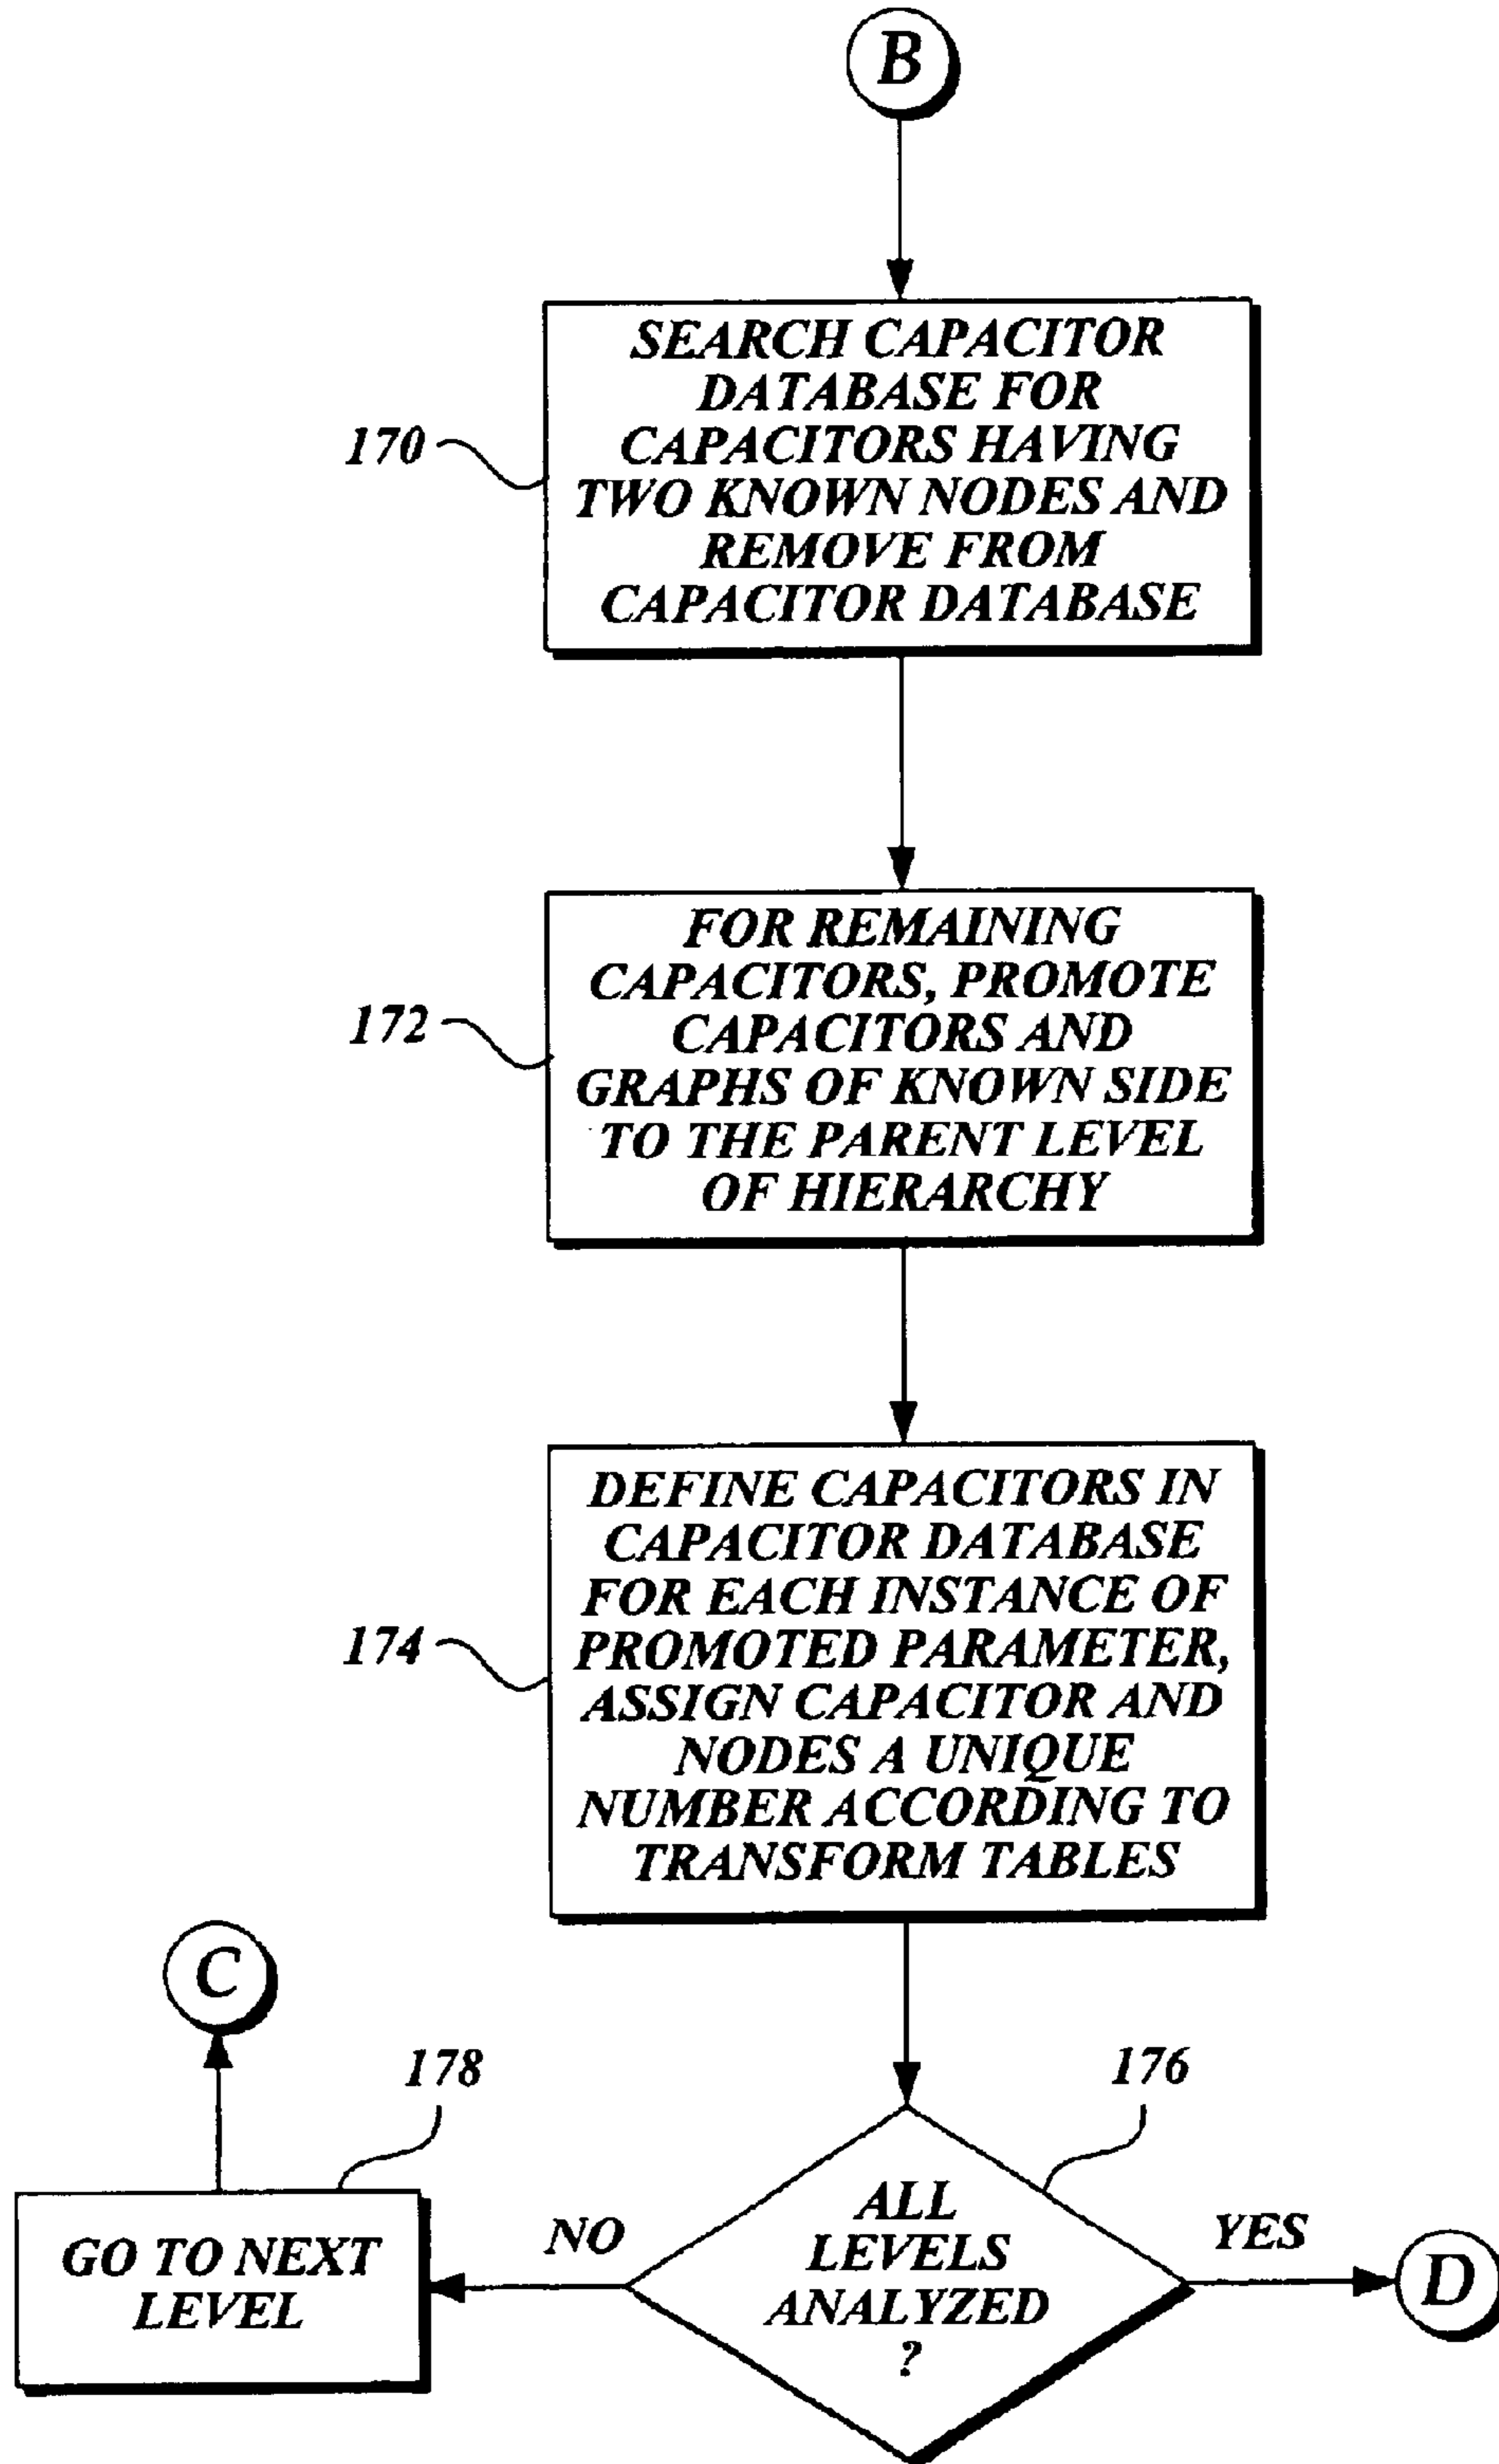 B
SEARCH CAPACITOR
DATABASE FOR
CAPACITORS HAVING
TWO KNOWN NODES AND
REMOVE FROM
CAPACITOR DATABASE
170
FOR REMAINING
CAPACITORS, PROMOTE
CAPACITORS AND
GRAPHS OF KNOWN SIDE
TO THE PARENT LEVEL
OF HIERARCHY
172
DEFINE CAPACITORS IN
CAPACITOR DATABASE
FOR EACH INSTANCE OF
PROMOTED PARAMETER,
ASSIGN CAPACITOR AND
NODES A UNIQUE
NUMBER ACCORDING TO
TRANSFORM TABLES
174
C
178
176
ALL
LEVELS
ANALYZED
?
NO
YES
GO TO NEXT
LEVEL
D